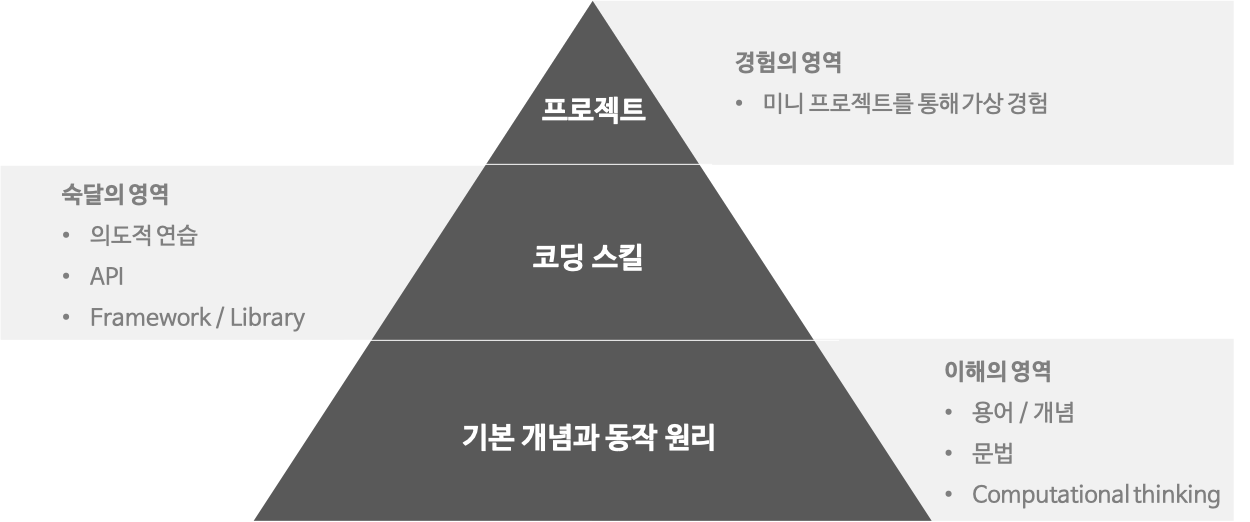 프로젝트
경험의 영역
• 미니 프로젝트를 통해 가상 경험
숙달의 영역
• 의도적 연습
• API
• Framework / Library
코딩 스킬
기본 개념과 동작 원리
이해의 영역
• 용어 / 개념
• 문법
• Computational thinking